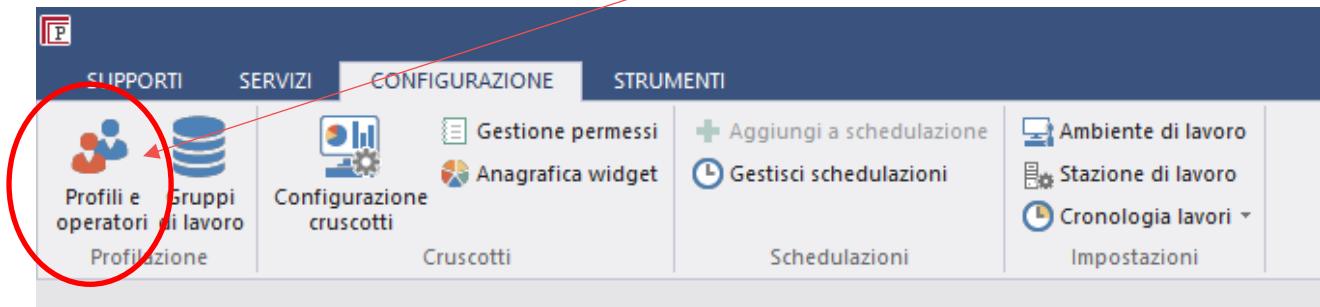 P
SUPPORTI SERVIZI CONFIGURAZIONE STRUMENTI
Profili e operatori
Gruppi di lavoro
Profilazione
Configurazione cruscotti
Gestione permessi
Anagrafica widget
Cruscotti
Aggiungi a schedulazione
Gestisci schedulazioni
Schedulazioni
Ambiente di lavoro
Stazione di lavoro
Cronologia lavori
Impostazioni